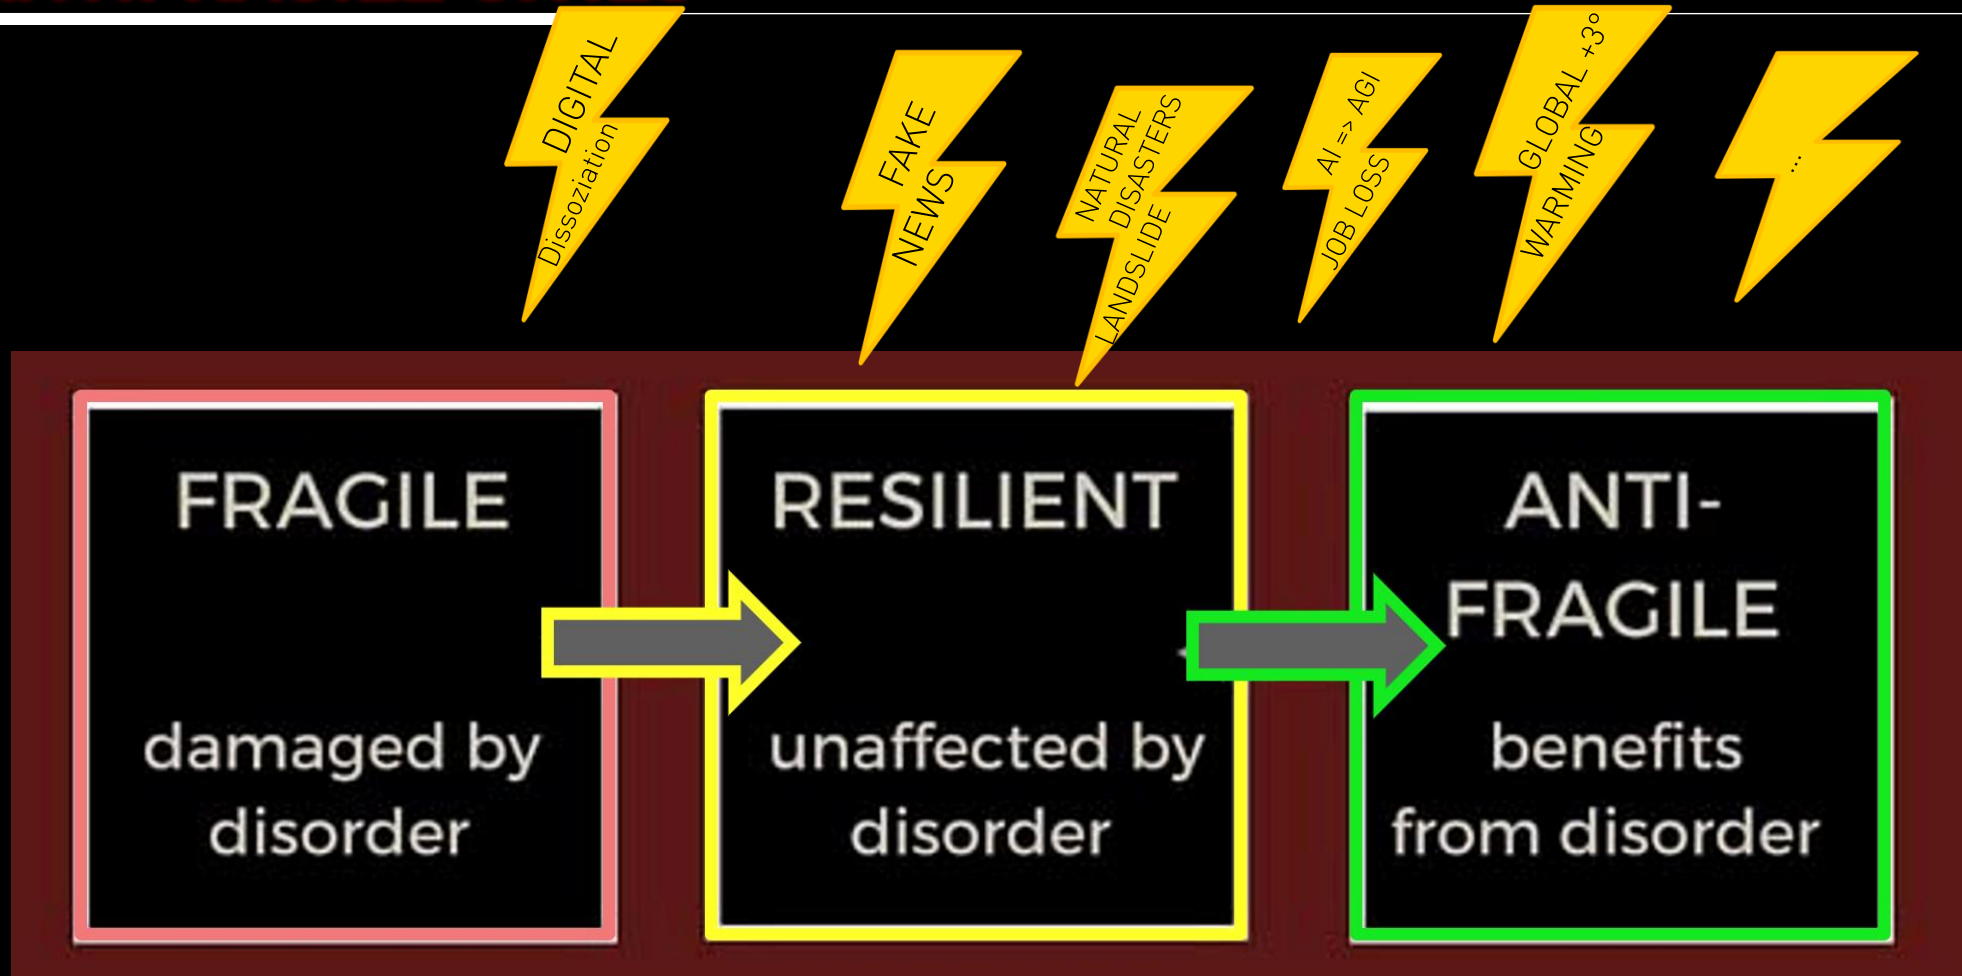 DIGITAL
Dissoziation
FAKE
NEWS
NATURAL
DISASTERS
LANDSLIDE
AI => AGI
JOB LOSS
GLOBAL +3°
WARMING
...
FRAGILE
damaged by
disorder
RESILIENT
unaffected by
disorder
ANTI-
FRAGILE
benefits
from disorder